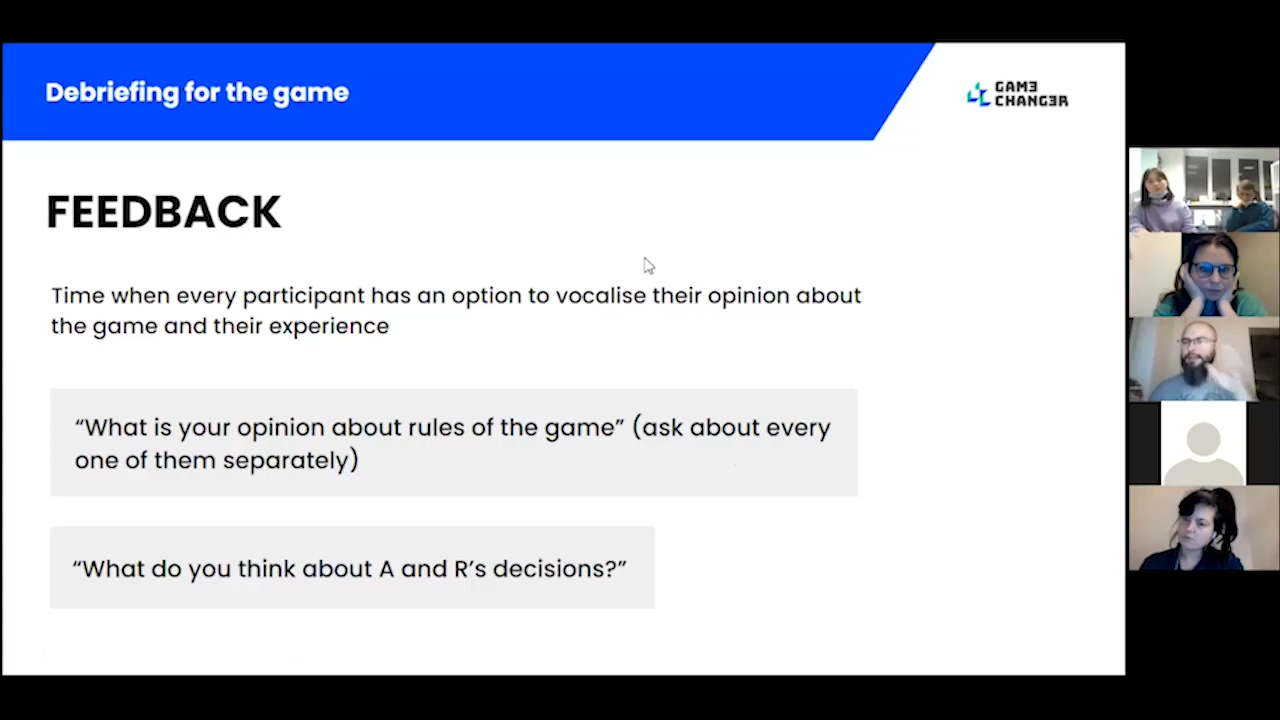 Debriefing for the game
GAMƎ
CHANGƎR
FEEDBACK
Time when every participant has an option to vocalise their opinion about
the game and their experience
“What is your opinion about rules of the game” (ask about every
one of them separately)
“What do you think about A and R’s decisions?”